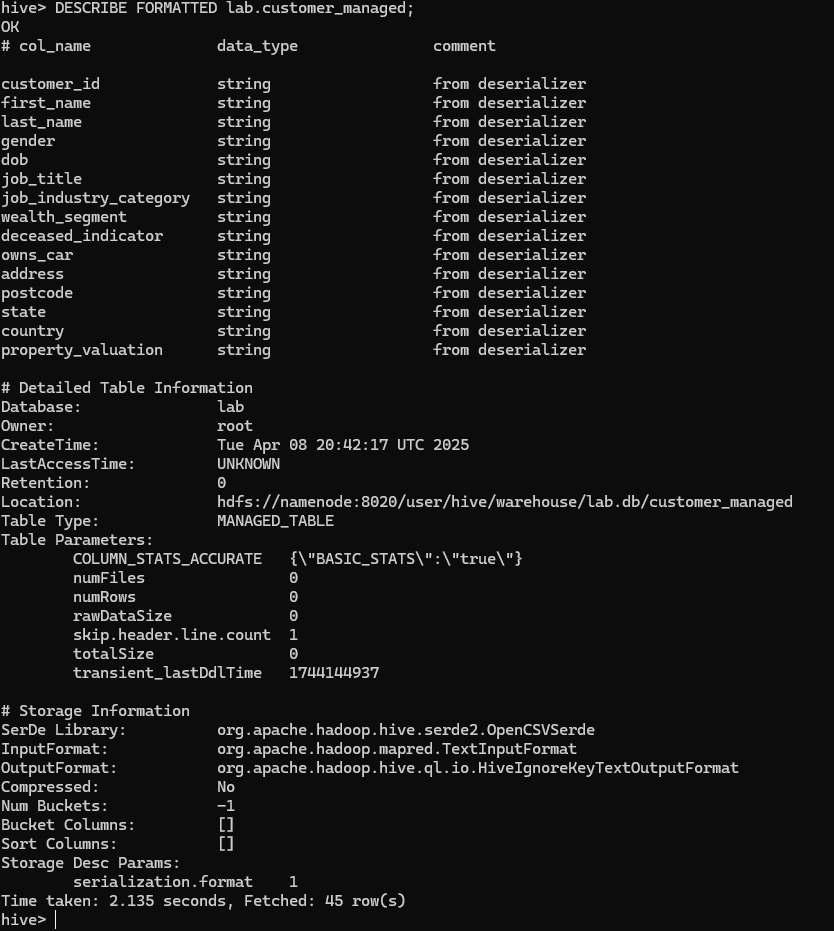 hive> DESCRIBE FORMATTED lab.customer_managed;
OK
# col_name data_type comment
customer_id string from deserializer
first_name string from deserializer
last_name string from deserializer
gender string from deserializer
dob string from deserializer
job_title string from deserializer
job_industry_category string from deserializer
wealth_segment string from deserializer
deceased_indicator string from deserializer
owns_car string from deserializer
address string from deserializer
postcode string from deserializer
state string from deserializer
country string from deserializer
property_valuation string from deserializer
# Detailed Table Information
Database: lab
Owner: root
CreateTime: Tue Apr 08 20:42:17 UTC 2025
LastAccessTime: UNKNOWN
Retention: 0
Location: hdfs://namenode:8020/user/hive/warehouse/lab.db/customer_managed
Table Type: MANAGED_TABLE
Table Parameters:
COLUMN_STATS_ACCURATE {\"BASIC_STATS\":\"true\"}
numFiles 0
numRows 0
rawDataSize 0
skip.header.line.count 1
totalSize 0
transient_lastDdlTime 1744144937
# Storage Information
SerDe Library: org.apache.hadoop.hive.serde2.OpenCSVSerde
InputFormat: org.apache.hadoop.mapred.TextInputFormat
OutputFormat: org.apache.hadoop.hive.ql.io.HiveIgnoreKeyTextOutputFormat
Compressed: No
Num Buckets: -1
Bucket Columns: []
Sort Columns: []
Storage Desc Params:
serialization.format 1
Time taken: 2.135 seconds, Fetched: 45 row(s)
hive>